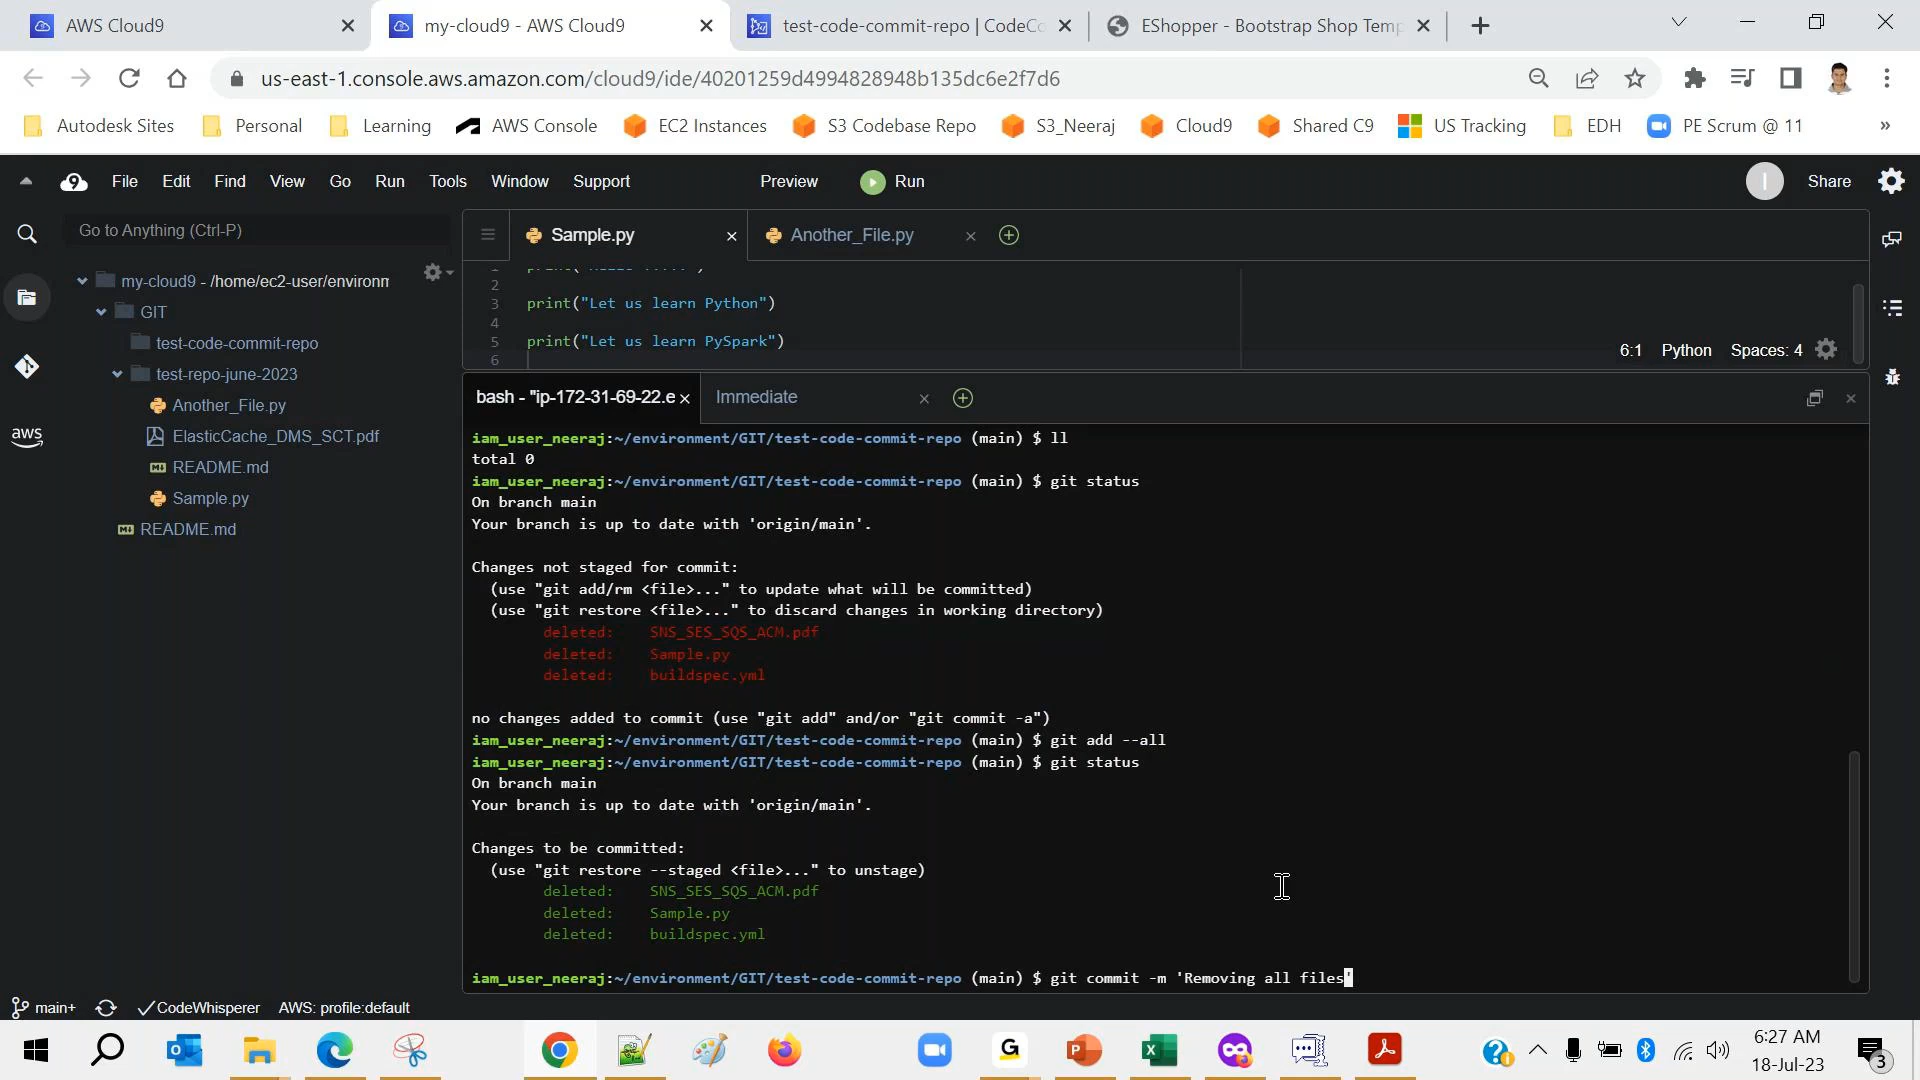 AWS Cloud9
my-cloud9 - AWS Cloud9
test-code-commit-repo | CodeCo
EShopper - Bootstrap Shop Temp
us-east-1.console.aws.amazon.com/cloud9/ide/40201259d4994828948b135dc6e2f7d6
Autodesk Sites
Personal
Learning
AWS Console
EC2 Instances
S3 Codebase Repo
S3_Neeraj
Cloud9
Shared C9
US Tracking
EDH
PE Scrum @ 11
»
9 File Edit Find View Go Run Tools Window Support Preview Run
I Share
Go to Anything (Ctrl-P)
my-cloud9 - /home/ec2-user/environm
GIT
test-code-commit-repo
test-repo-june-2023
Another_File.py
ElasticCache_DMS_SCT.pdf
README.md
Sample.py
README.md
aws
Sample.py
Another_File.py
2
3 print("Let us learn Python")
4
5 print("Let us learn PySpark")
6
6:1 Python Spaces: 4
bash - "ip-172-31-69-22.e
Immediate
iam_user_neeraj:~/environment/GIT/test-code-commit-repo (main) $ ll
total 0
iam_user_neeraj:~/environment/GIT/test-code-commit-repo (main) $ git status
On branch main
Your branch is up to date with 'origin/main'.
Changes not staged for commit:
(use "git add/rm <file>..." to update what will be committed)
(use "git restore <file>..." to discard changes in working directory)
deleted: SNS_SES_SQS_ACM.pdf
deleted: Sample.py
deleted: buildspec.yml
no changes added to commit (use "git add" and/or "git commit -a")
iam_user_neeraj:~/environment/GIT/test-code-commit-repo (main) $ git add --all
iam_user_neeraj:~/environment/GIT/test-code-commit-repo (main) $ git status
On branch main
Your branch is up to date with 'origin/main'.
Changes to be committed:
(use "git restore --staged <file>..." to unstage)
deleted: SNS_SES_SQS_ACM.pdf
deleted: Sample.py
deleted: buildspec.yml
iam_user_neeraj:~/environment/GIT/test-code-commit-repo (main) $ git commit -m 'Removing all files'
main+
CodeWhisperer
AWS: profile:default
6:27 AM
18-Jul-23
3